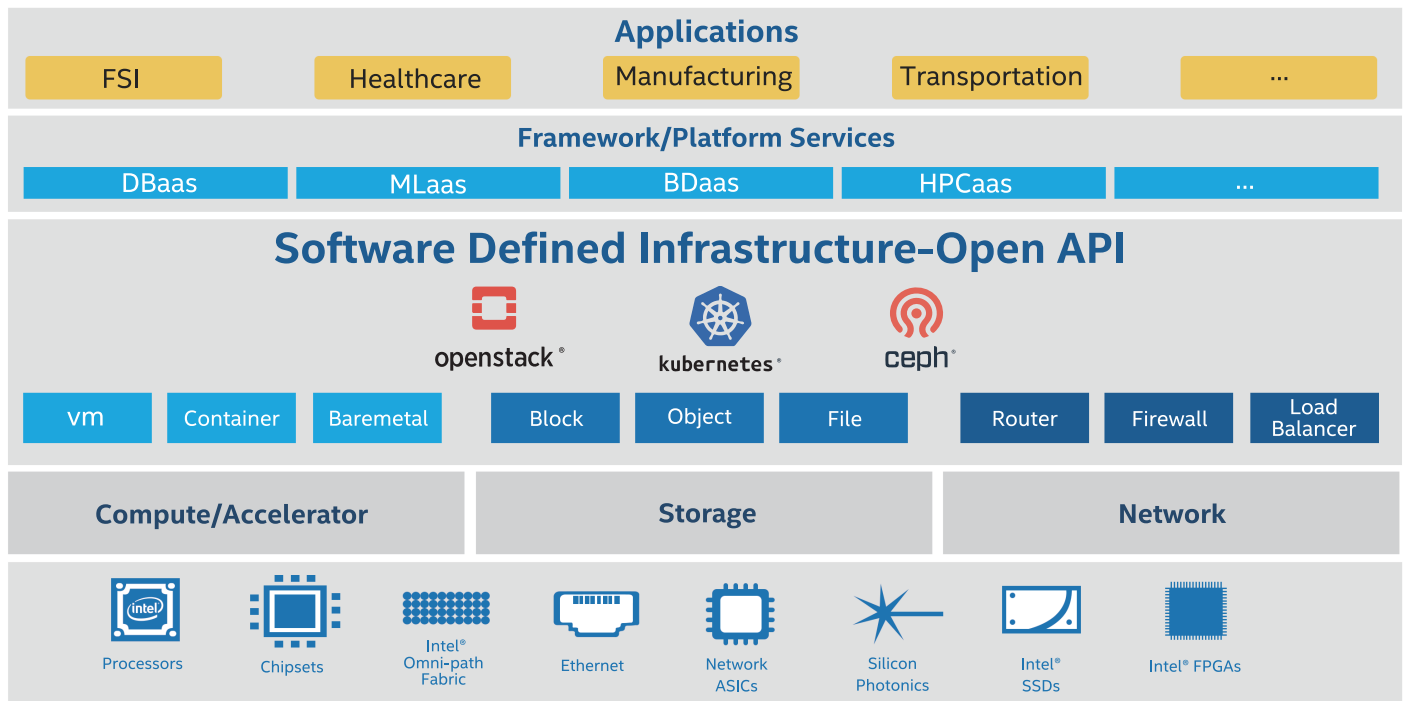 Applications
FSI
Healthcare
Manufacturing
Transportation
...
Framework/Platform Services
DBaas
MLaas
BDaas
HPCaas
...
Software Defined Infrastructure-Open API
openstack®
kubernetes®
ceph®
vm
Container
Baremetal
Block
Object
File
Router
Firewall
Load
Balancer
Compute/Accelerator
Storage
Network
intel
Processors
Chipsets
Intel®
Omni-path
Fabric
Ethernet
Network
ASICs
Silicon
Photonics
Intel®
SSDs
Intel® FPGAs